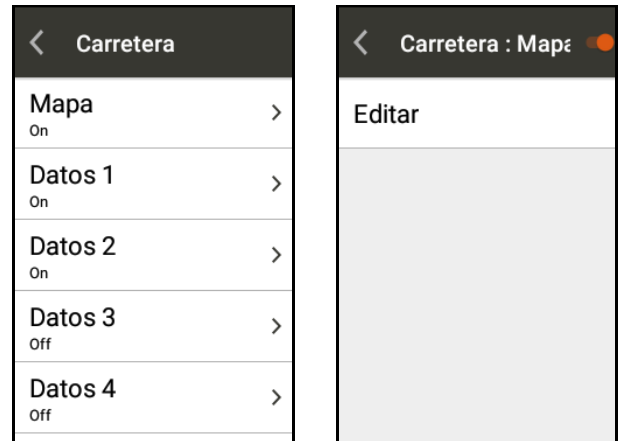 Carretera
Mapa
On
Datos 1
On
Datos 2
On
Datos 3
Off
Datos 4
Off
Carretera : Mapa
Editar